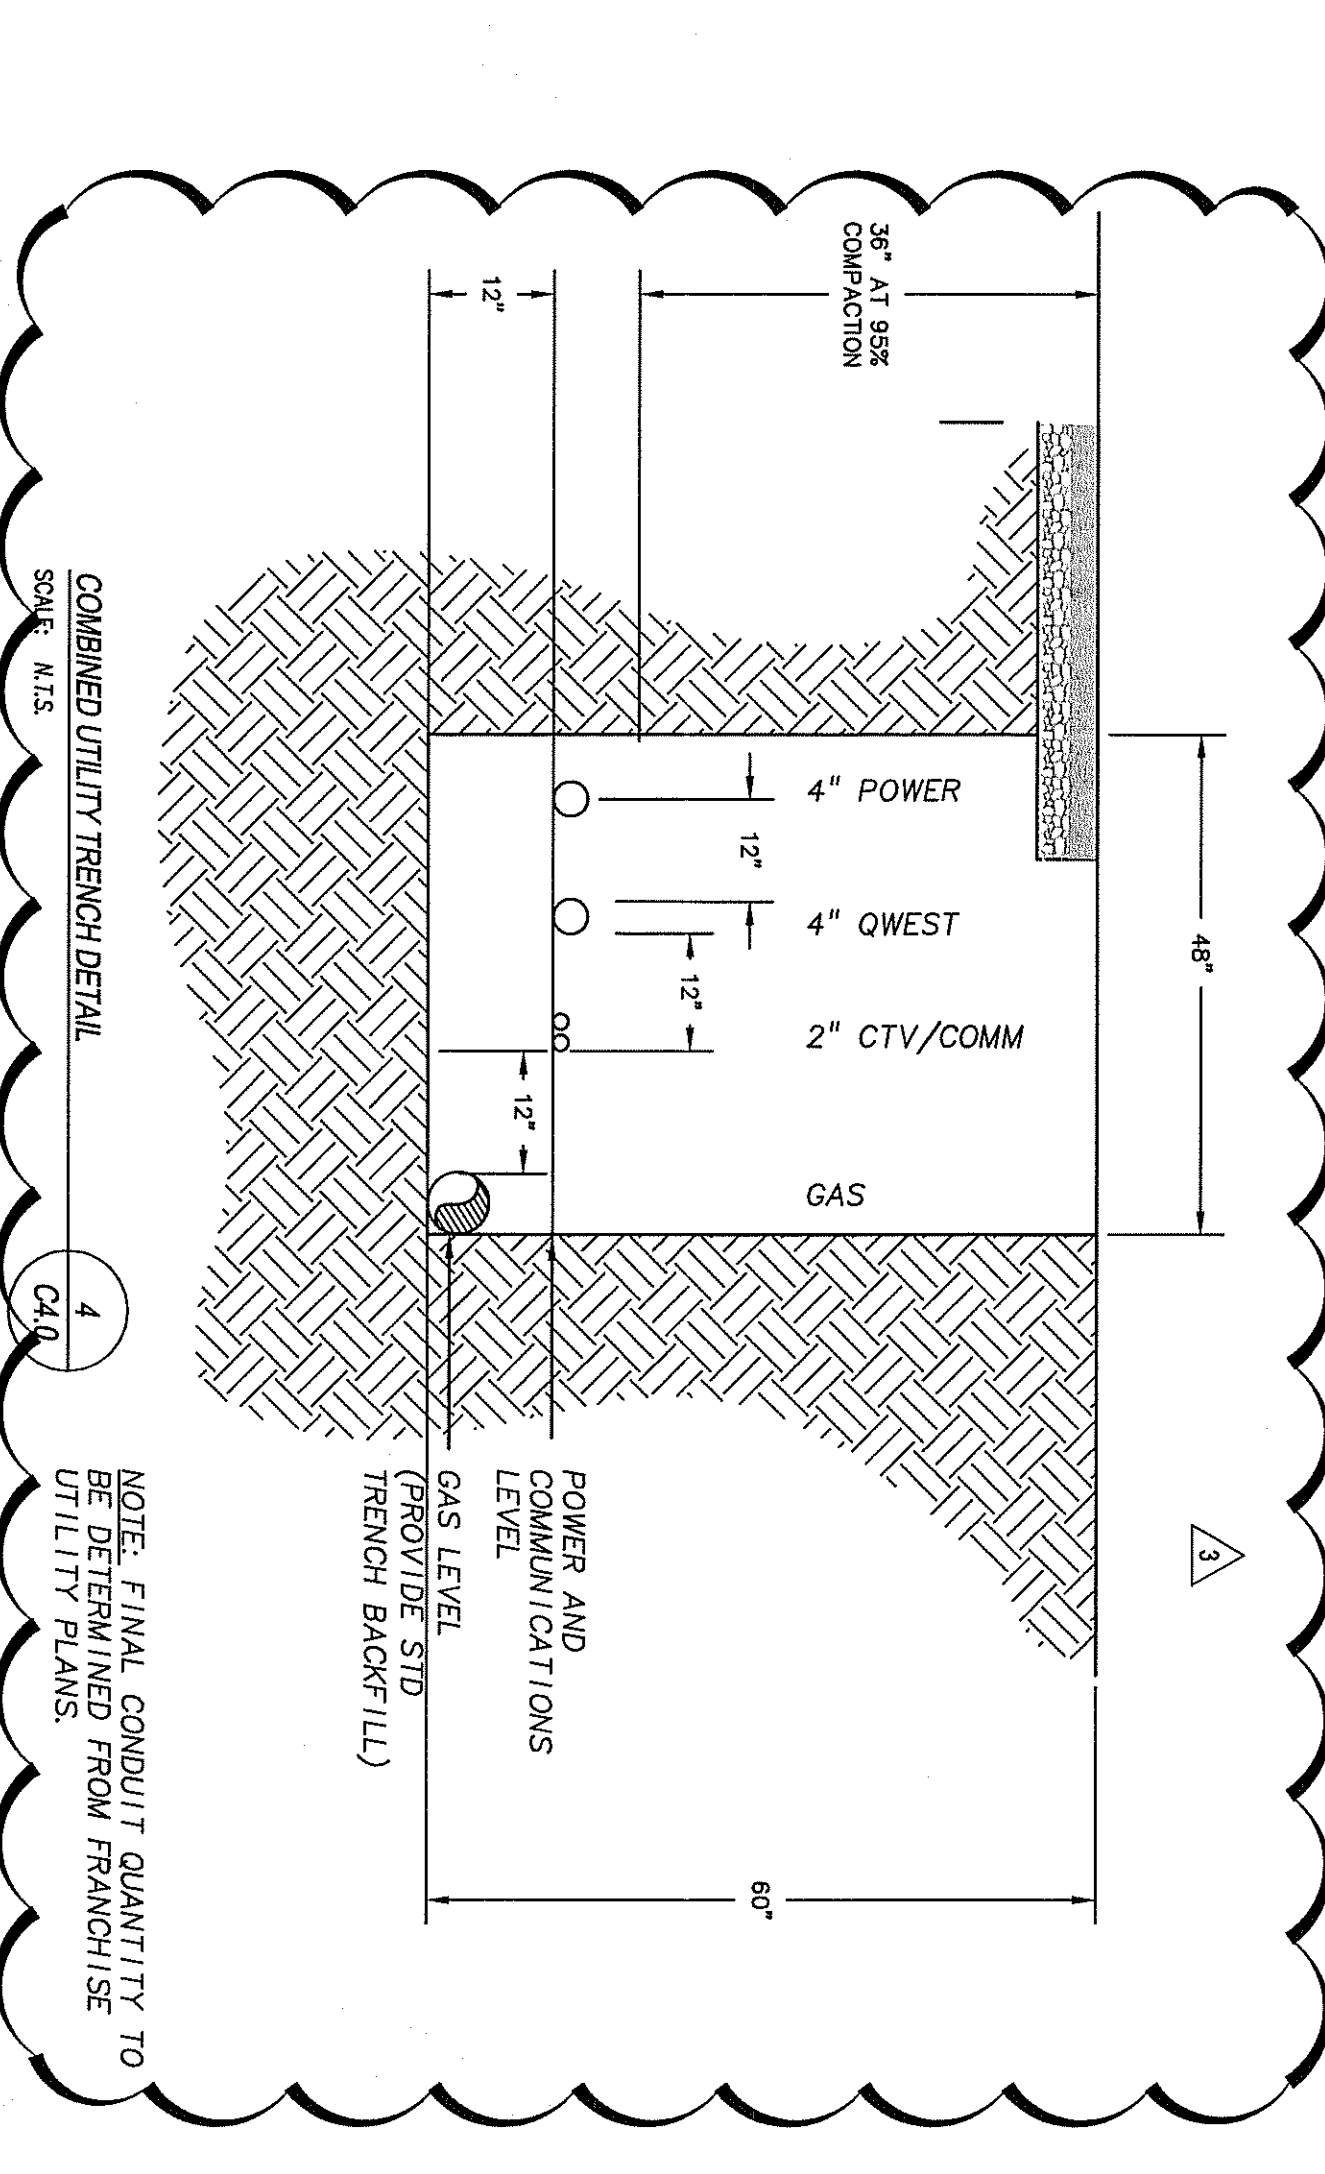 3
48"
36" AT 95%
COMPACTION
4" POWER
4" QWEST
2" CTV/COMM
GAS
12"
12"
12"
12"
60"
POWER AND
COMMUNICATIONS
LEVEL
GAS LEVEL
(PROVIDE STD
TRENCH BACKFILL)
COMBINED UTILITY TRENCH DETAIL
SCALE: N.T.S.
4
C4.0
NOTE: FINAL CONDUIT QUANTITY TO
BE DETERMINED FROM FRANCHISE
UTILITY PLANS.